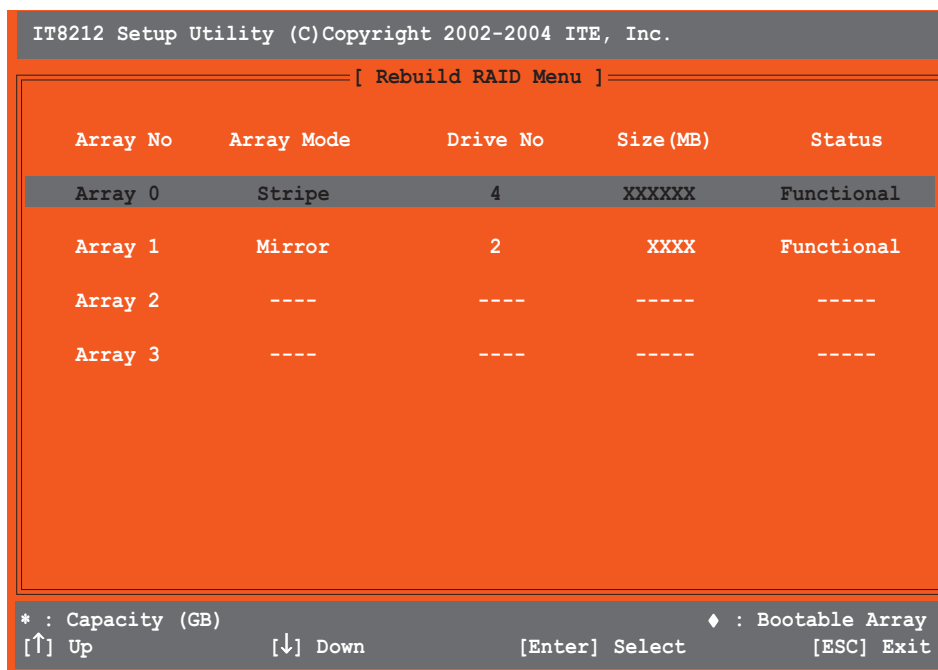 IT8212 Setup Utility (C)Copyright 2002-2004 ITE, Inc.
[ Rebuild RAID Menu ]
Array No Array Mode Drive No Size(MB) Status
Array 0 Stripe 4 XXXXXX Functional
Array 1 Mirror 2 XXXX Functional
Array 2 ---- ---- ----- -----
Array 3 ---- ---- ----- -----
* : Capacity (GB) ♦ : Bootable Array
[↑] Up [↓] Down [Enter] Select [ESC] Exit